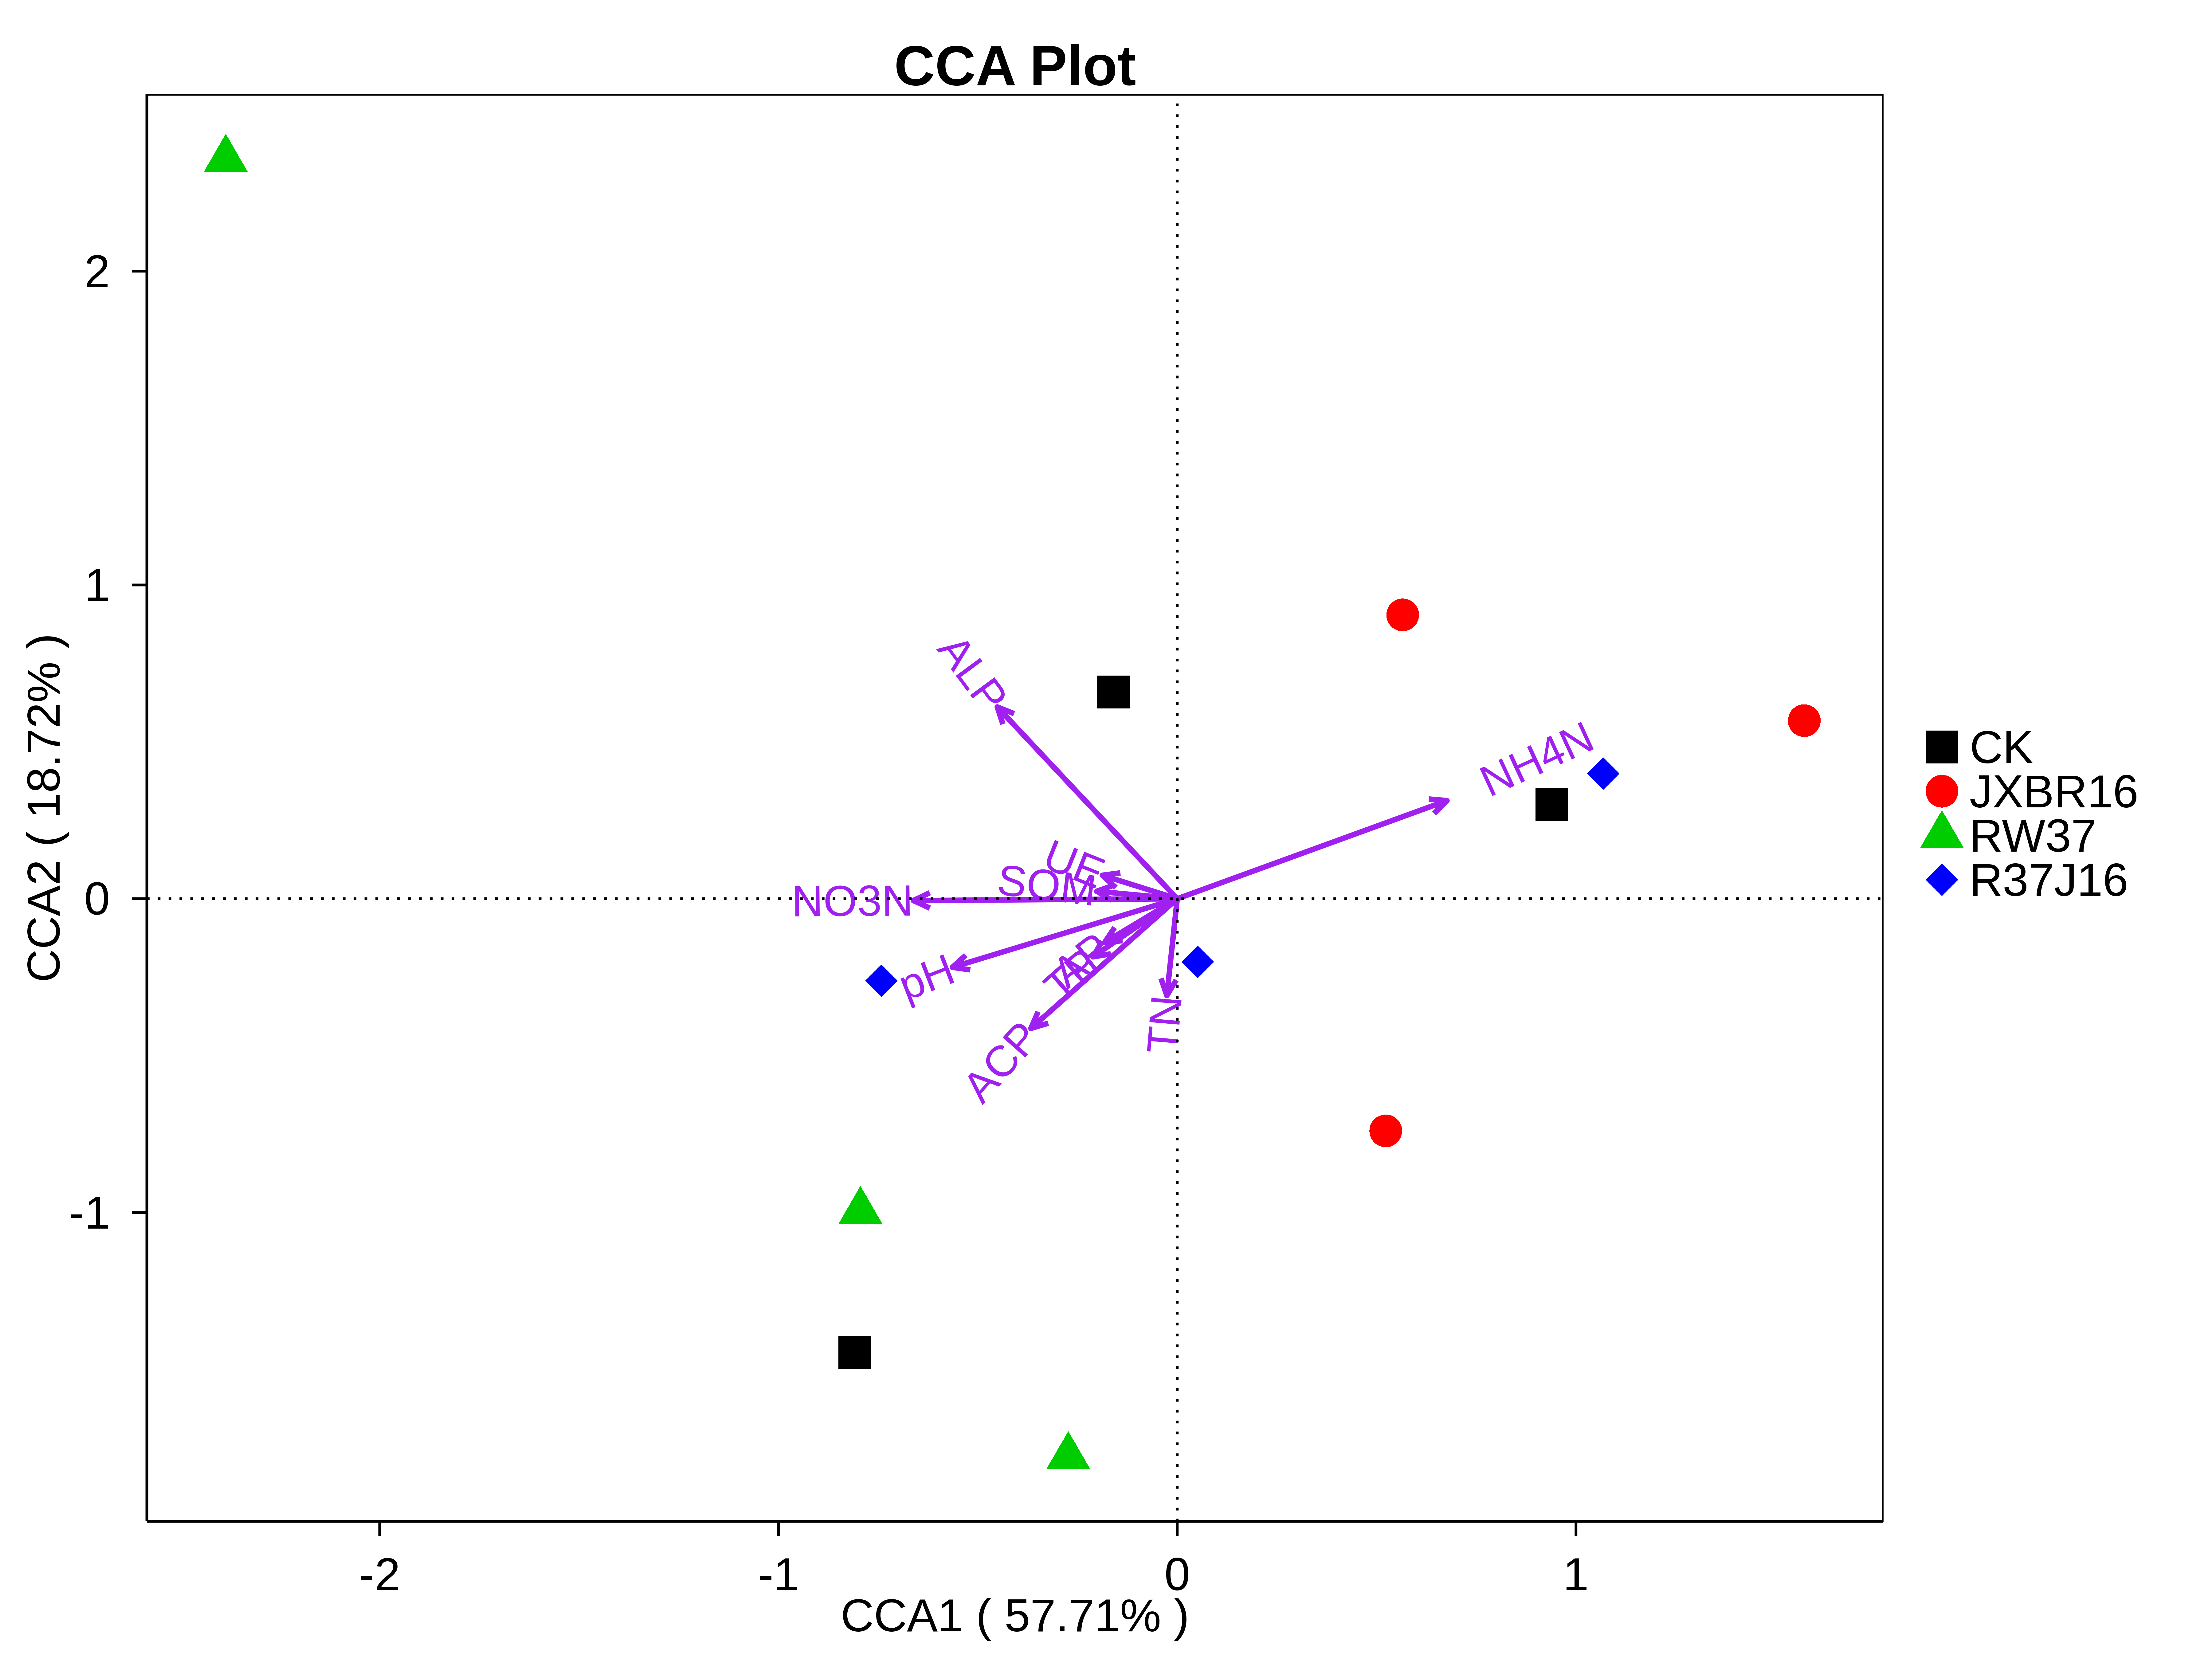 CCA Plot
2
1
0
-1
CCA2 ( 18.72% )
ALP
NH4N
UE
SOM
NO3N
pH
ACP
TN
CK
JXBR16
RW37
R37J16
-2
-1
0
1
CCA1 ( 57.71% )